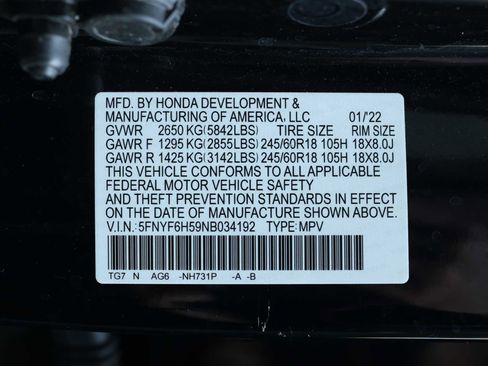 MFD. BY HONDA DEVELOPMENT &
MANUFACTURING OF AMERICA, LLC 01/'22
GVWR 2650 KG(5842LBS) TIRE SIZE RIM SIZE
GAWR F 1295 KG(2855LBS) 245/60R18 105H 18X8.0J
GAWR R 1425 KG(3142LBS) 245/60R18 105H 18X8.0J
THIS VEHICLE CONFORMS TO ALL APPLICABLE
FEDERAL MOTOR VEHICLE SAFETY
AND THEFT PREVENTION STANDARDS IN EFFECT
ON THE DATE OF MANUFACTURE SHOWN ABOVE.
V.I.N.:5FNYF6H59NB034192 TYPE:MPV
TG7 N AG6 -NH731P -A -B